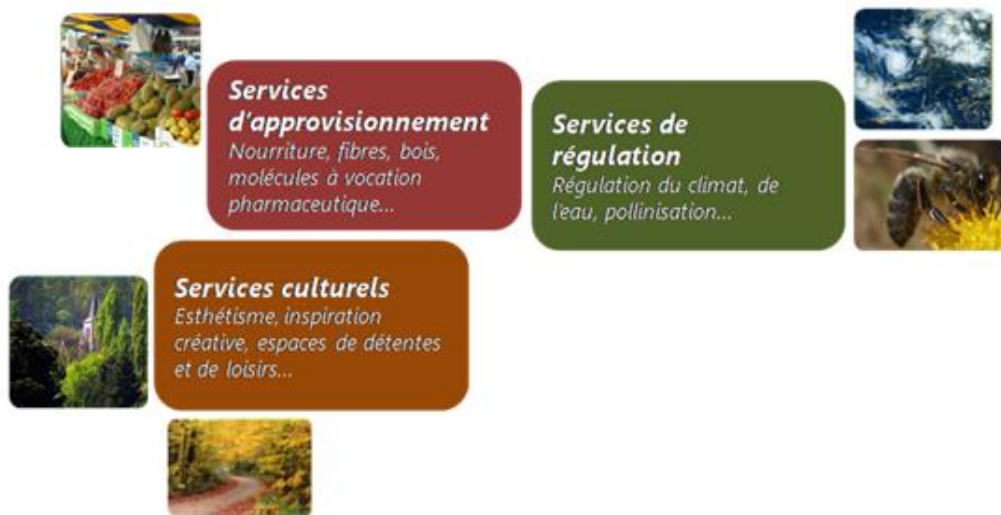 Services
d'approvisionnement
Nourriture, fibres, bois,
molécules à vocation
pharmaceutique...
Services de
régulation
Régulation du climat, de
l'eau, pollinisation...
Services culturels
Esthétisme, inspiration
créative, espaces de détentes
et de loisirs...